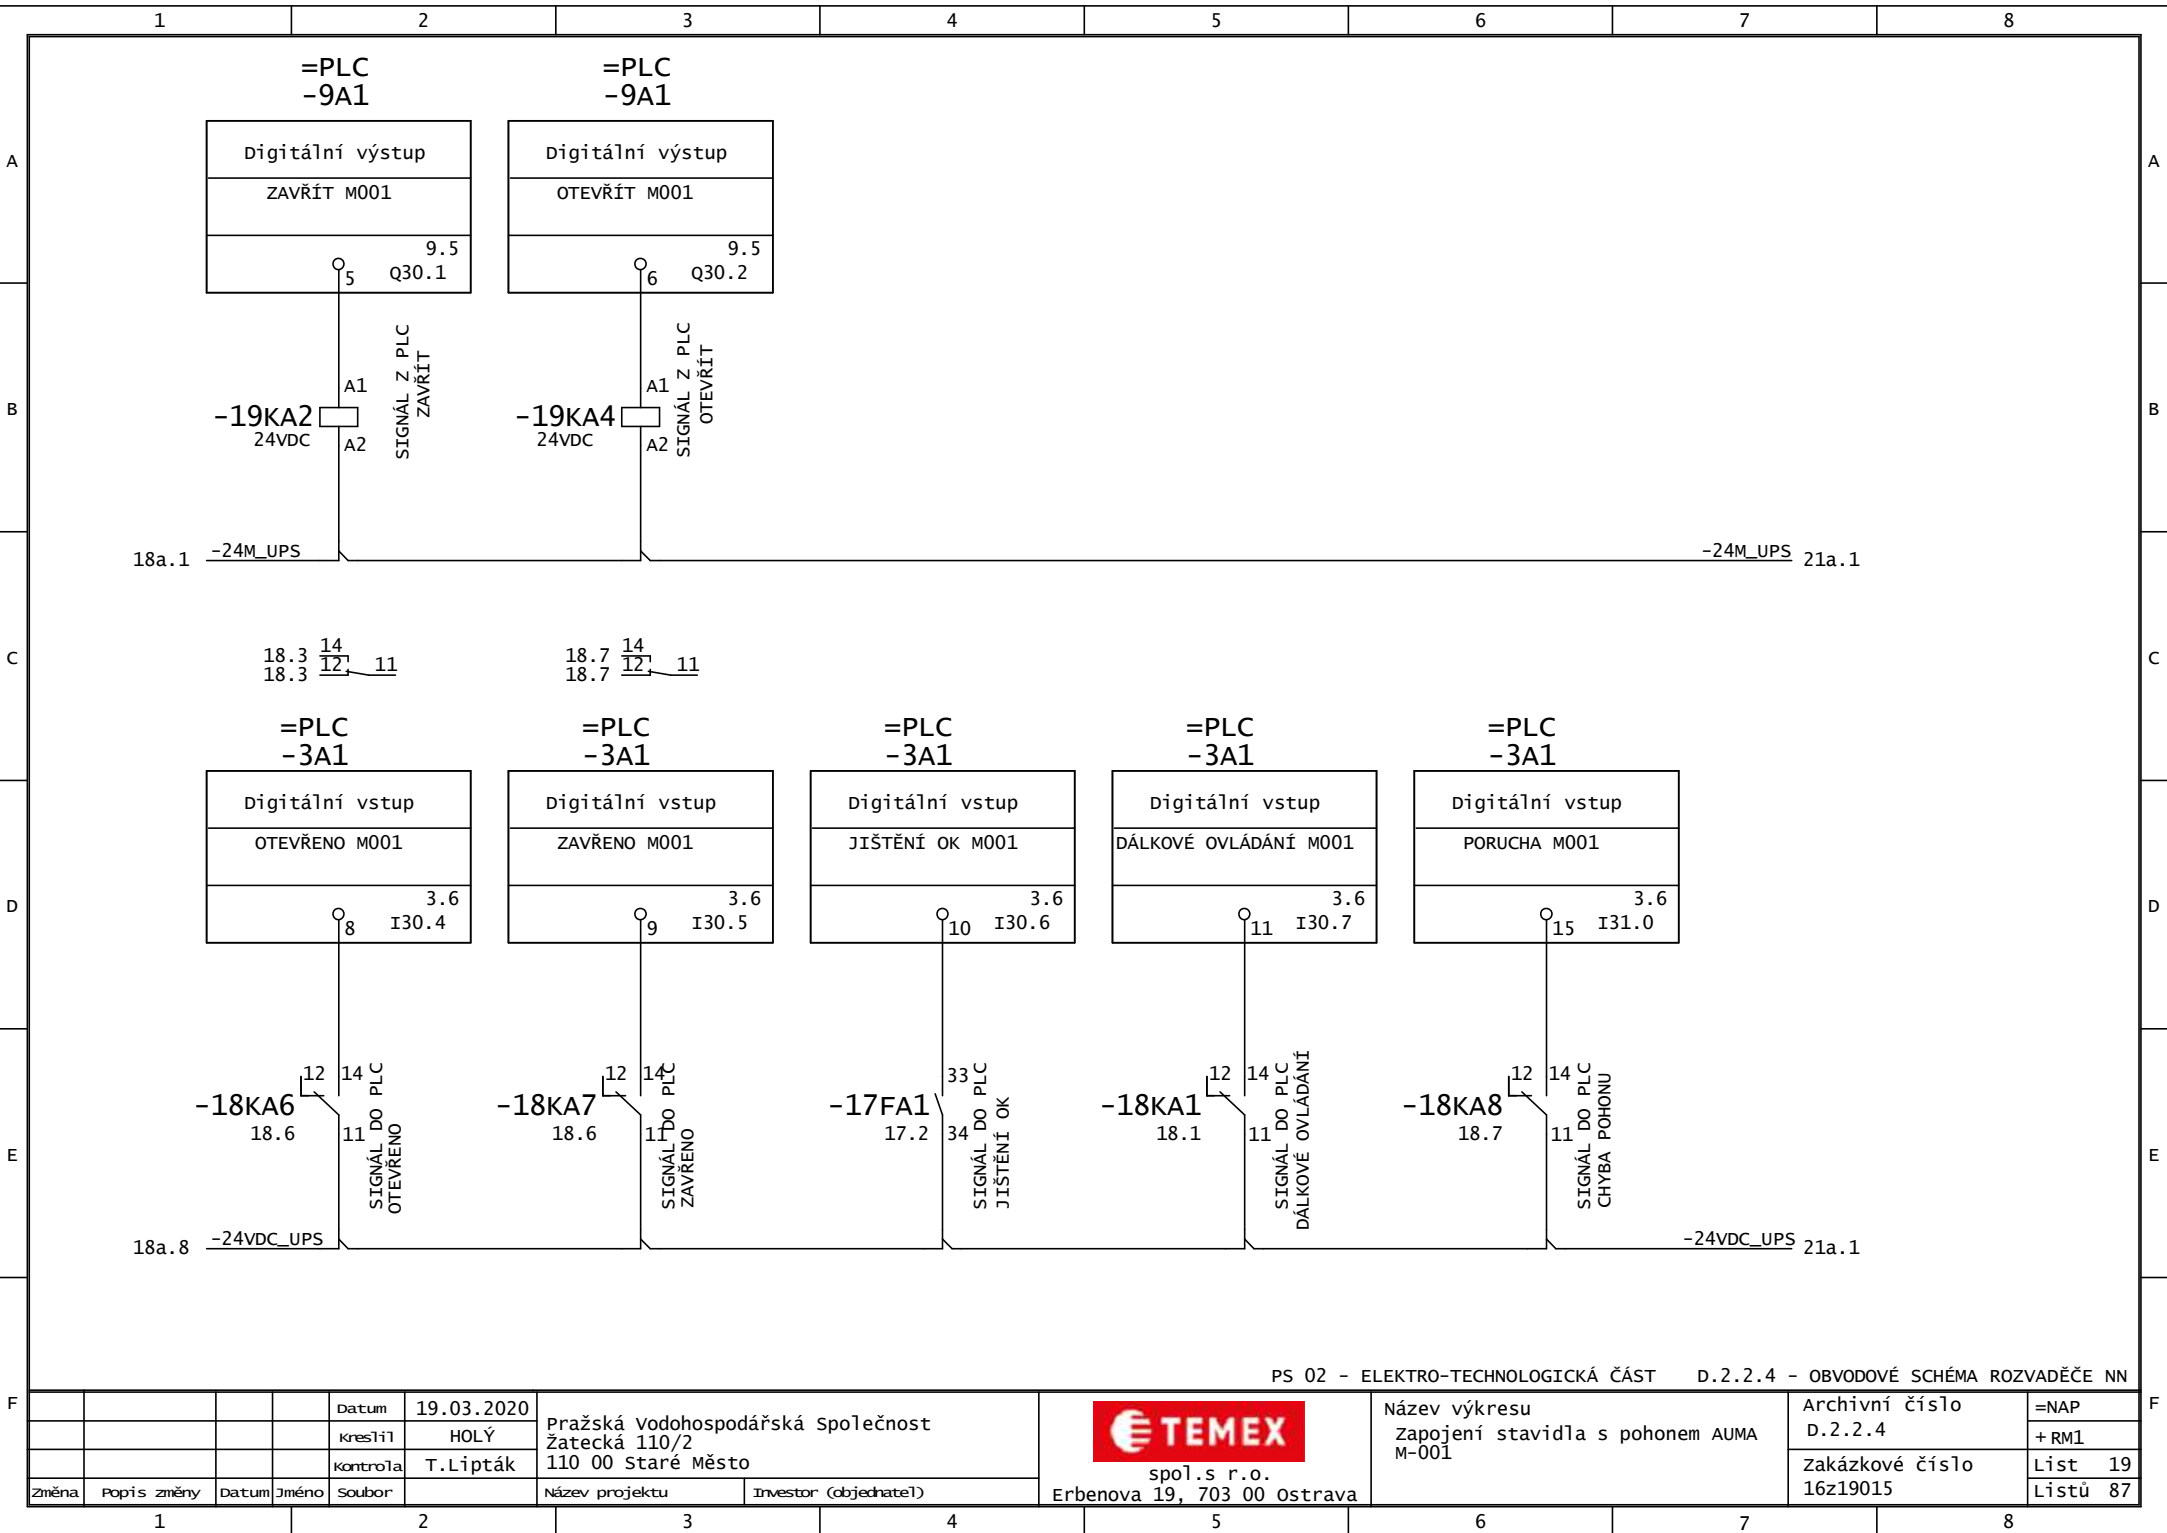 1 2 3 4 5 6 7 8
=PLC
-9A1
=PLC
-9A1
A
Digitální výstup
Digitální výstup
A
ZAVŘÍT M001
OTEVŘÍT M001
9.5
9.5
5 Q30.1
6 Q30.2
SIGNÁL Z PLC
ZAVŘÍT
SIGNÁL Z PLC
OTEVŘÍT
A1
A1
B
-19KA2
-19KA4
B
24VDC
A2
24VDC
A2
18a.1 -24M_UPS
-24M_UPS 21a.1
C
18.3 14
18.3 12 11
18.7 14
18.7 12 11
C
=PLC
-3A1
=PLC
-3A1
=PLC
-3A1
=PLC
-3A1
=PLC
-3A1
Digitální vstup
Digitální vstup
Digitální vstup
Digitální vstup
Digitální vstup
OTEVŘENO M001
ZAVŘENO M001
JIŠTĚNÍ OK M001
DÁLKOVÉ OVLÁDÁNÍ M001
PORUCHA M001
D
3.6
3.6
3.6
3.6
3.6
D
8 I30.4
9 I30.5
10 I30.6
11 I30.7
15 I31.0
12 14
12 14
33
12 14
12 14
-18KA6
-18KA7
-17FA1
-18KA1
-18KA8
18.6 11
18.6 11
17.2 34
18.1 11
18.7 11
SIGNÁL DO PLC
OTEVŘENO
SIGNÁL DO PLC
ZAVŘENO
SIGNÁL DO PLC
JIŠTĚNÍ OK
SIGNÁL DO PLC
DÁLKOVÉ OVLÁDÁNÍ
SIGNÁL DO PLC
CHYBA POHONU
E
E
18a.8 -24VDC_UPS
-24VDC_UPS 21a.1
PS 02 - ELEKTRO-TECHNOLOGICKÁ ČÁST D.2.2.4 - OBVODOVÉ SCHÉMA ROZVADĚČE NN
F
F
Datum 19.03.2020
Kreslil HOLÝ
Kontrola T.Lipták
Změna Popis změny Datum Jméno Soubor
Pražská Vodohospodářská Společnost
Žatecká 110/2
110 00 Staré Město
Název projektu Investor (objednatel)
TEMEX
spol.s r.o.
Erbenova 19, 703 00 Ostrava
Název výkresu
Zapojení stavidla s pohonem AUMA
M-001
Archivní číslo
D.2.2.4
Zakázkové číslo
16z19015
=NAP
+RM1
List 19
Listů 87
1 2 3 4 5 6 7 8